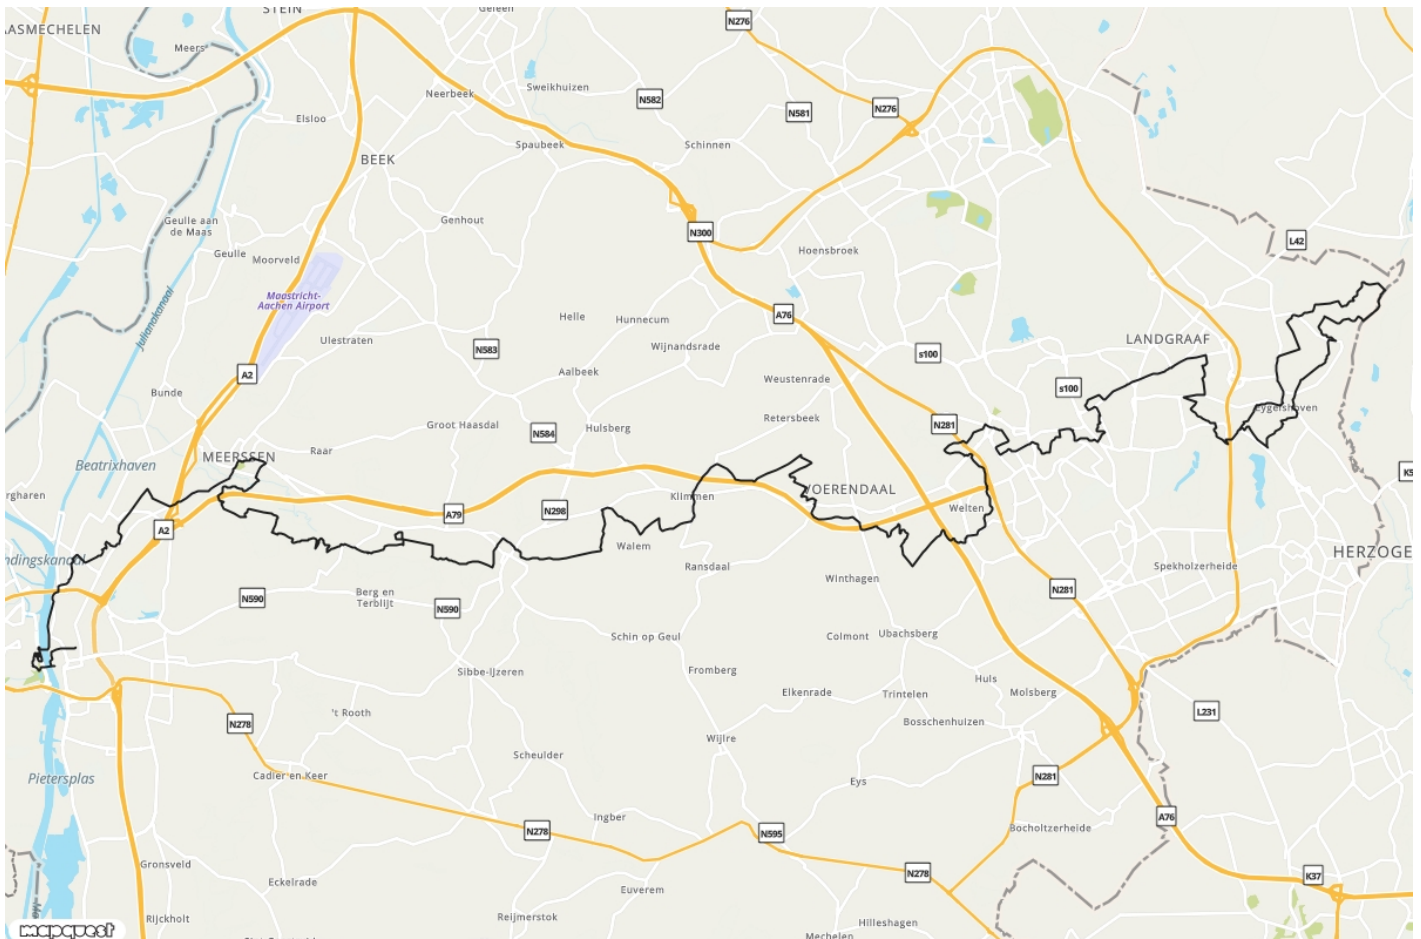 STEIN
Geleen
N276
AASMECHELEN
Meers
Sweikhuizen
Neerbeek
N582
N276
N581
Elsloo
Spaubeek
Schinnen
BEEK
Geulle aan
de Maas
Genhout
N300
L42
Geulle
Moorveld
Hoensbroek
Maastricht-
Aachen Airport
Julianakanaal
Helle
Hunnecum
A76
Ulestraten
N583
Wijnandsrade
s100
LANDGRAAF
A2
Aalbeek
Weustenrade
s100
Bunde
Eygelshoven
Groot Haasdal
N584
Hulsberg
Retersbeek
N281
Raar
MEERSSEN
Beatrixhaven
K5
VOERENDAAL
Klimmen
A79
N298
Welten
A2
Walem
HERZOGE
ndingskanaal
Ransdaal
Spekholzerheide
Winthagen
N281
N590
Berg en
Terblijt
N590
Schin op Geul
Colmont
Ubachsberg
Sibbe-IJzeren
Fromberg
Huls
Elkenrade
Trintelen
Molsberg
't Rooth
L231
N278
Bosschenhuizen
Wijlre
Scheulder
Pietersplas
Cadier en Keer
Eys
N281
Ingber
A76
N278
N595
Bocholtzerheide
Gronsveld
N278
K37
Eckelrade
Euverem
Rijckholt
Reijmerstok
Hilleshagen
Mechelen
mapquest